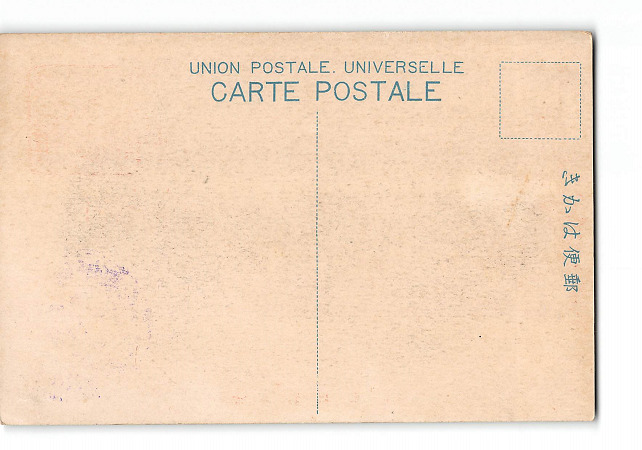 UNION POSTALE. UNIVERSELLE
CARTE POSTALE
きかは便郵